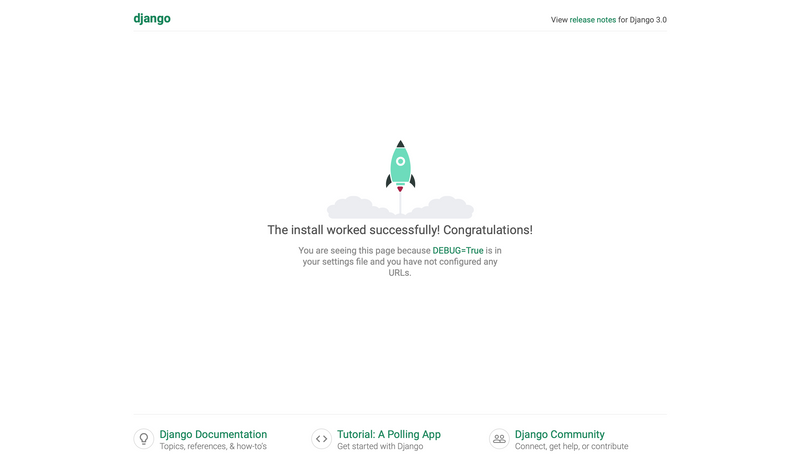 django
View release notes for Django 3.0
The install worked successfully! Congratulations!
You are seeing this page because DEBUG=True is in
your settings file and you have not configured any
URLs.
Django Documentation
Topics, references, & how-to's
Tutorial: A Polling App
Get started with Django
Django Community
Connect, get help, or contribute